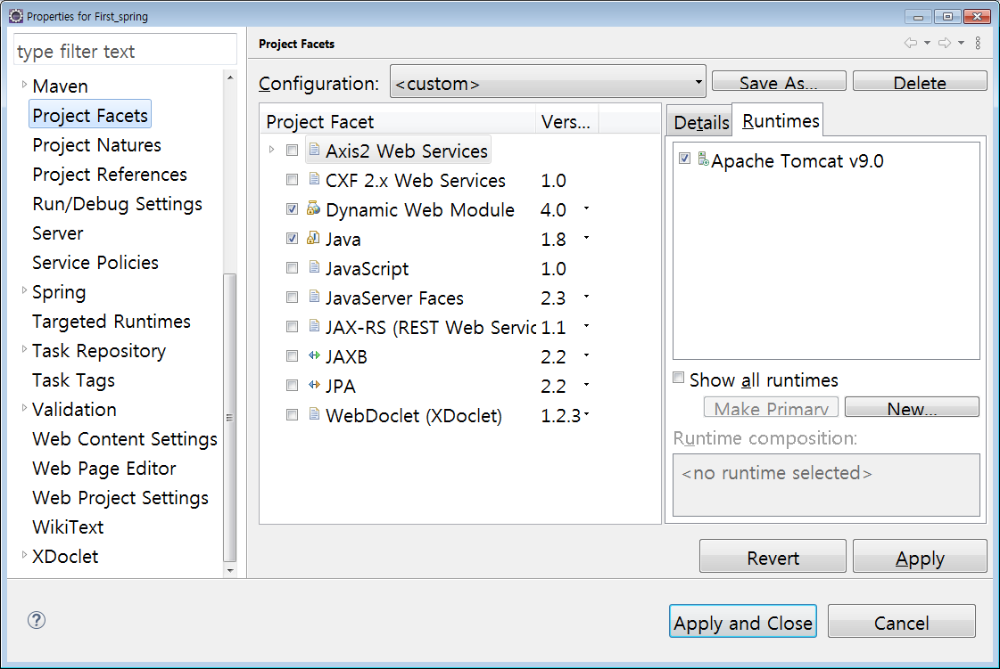 Properties for First_spring
type filter text
Maven
Project Facets
Project Natures
Project References
Run/Debug Settings
Server
Service Policies
Spring
Targeted Runtimes
Task Repository
Task Tags
Validation
Web Content Settings
Web Page Editor
Web Project Settings
WikiText
XDoclet
Project Facets
Configuration: <custom> Save As... Delete
Project Facet Vers...
Axis2 Web Services
CXF 2.x Web Services 1.0
Dynamic Web Module 4.0
Java 1.8
JavaScript 1.0
JavaServer Faces 2.3
JAX-RS (REST Web Servic 1.1
JAXB 2.2
JPA 2.2
WebDoclet (XDoclet) 1.2.3
Details Runtimes
Apache Tomcat v9.0
Show all runtimes
Make Primary New...
Runtime composition:
<no runtime selected>
Revert Apply
? Apply and Close Cancel